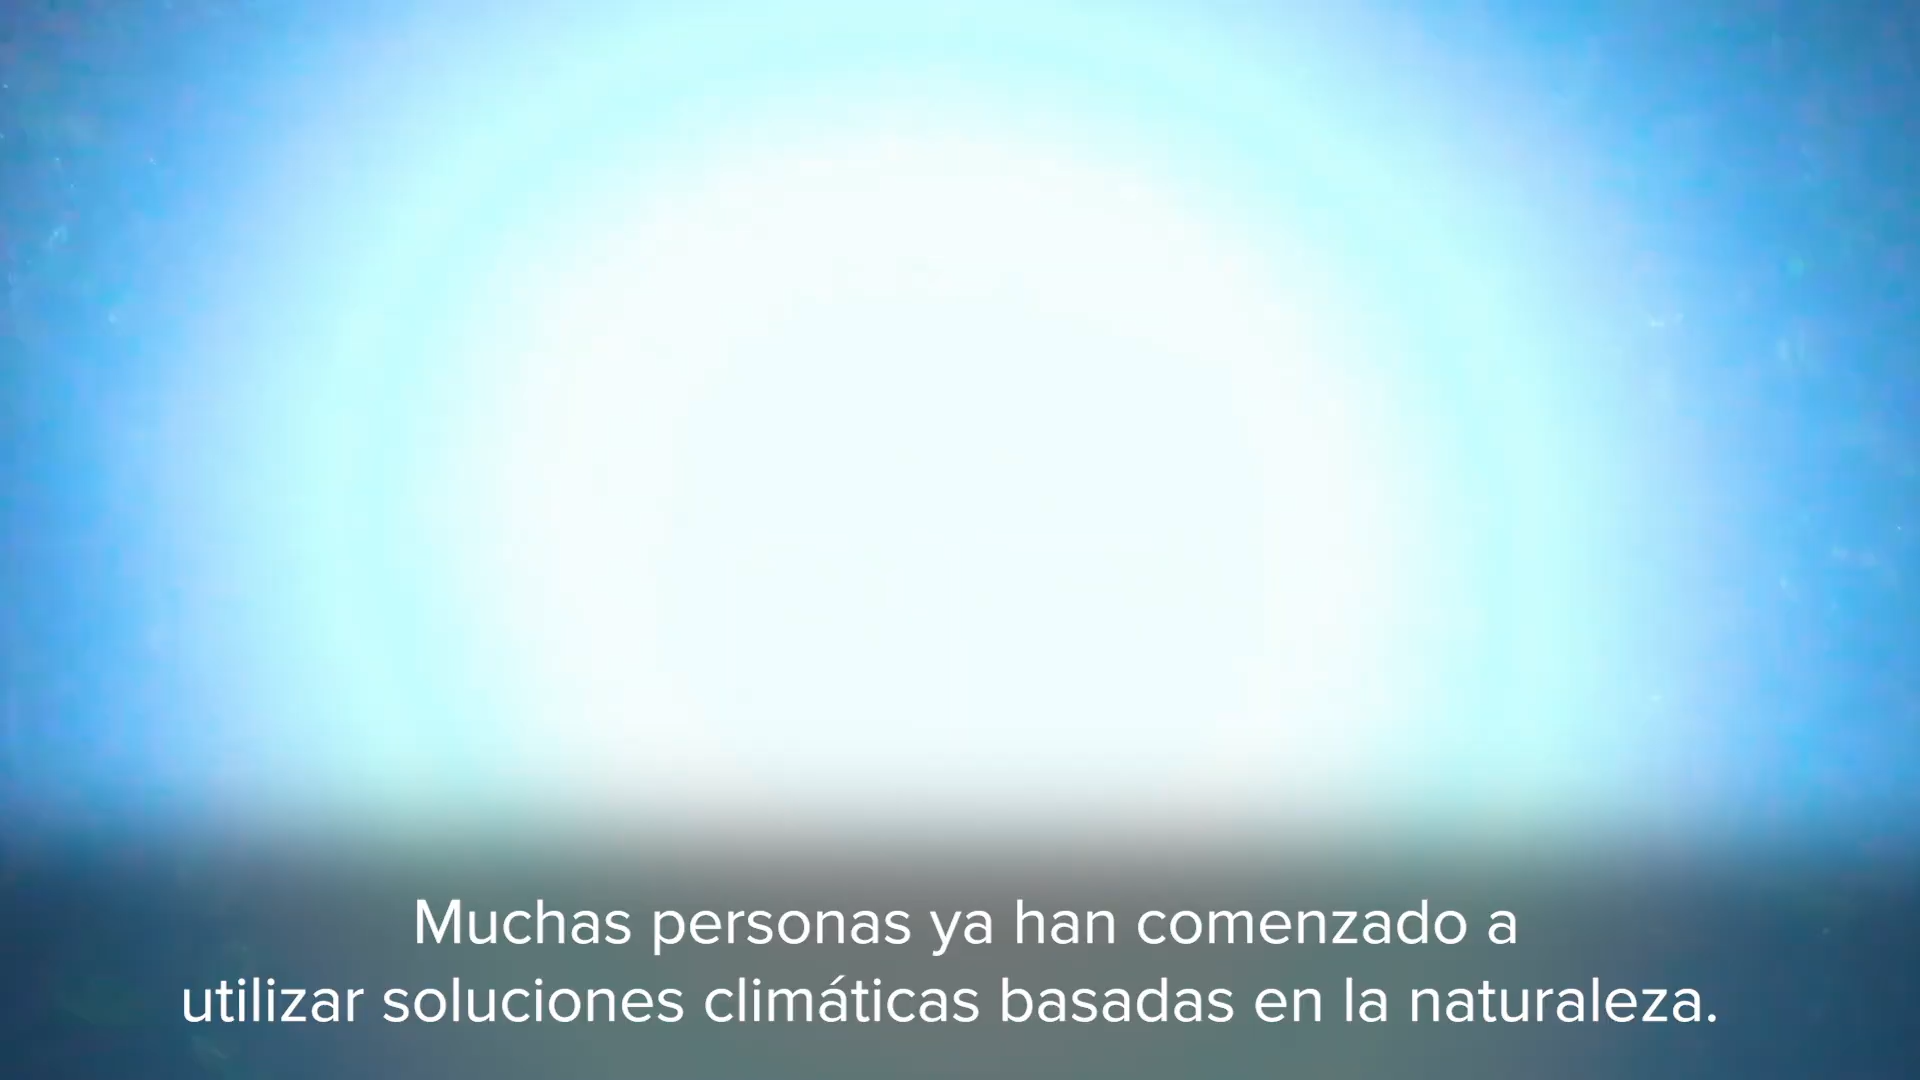 Muchas personas ya han comenzado a
utilizar soluciones climáticas basadas en la naturaleza.